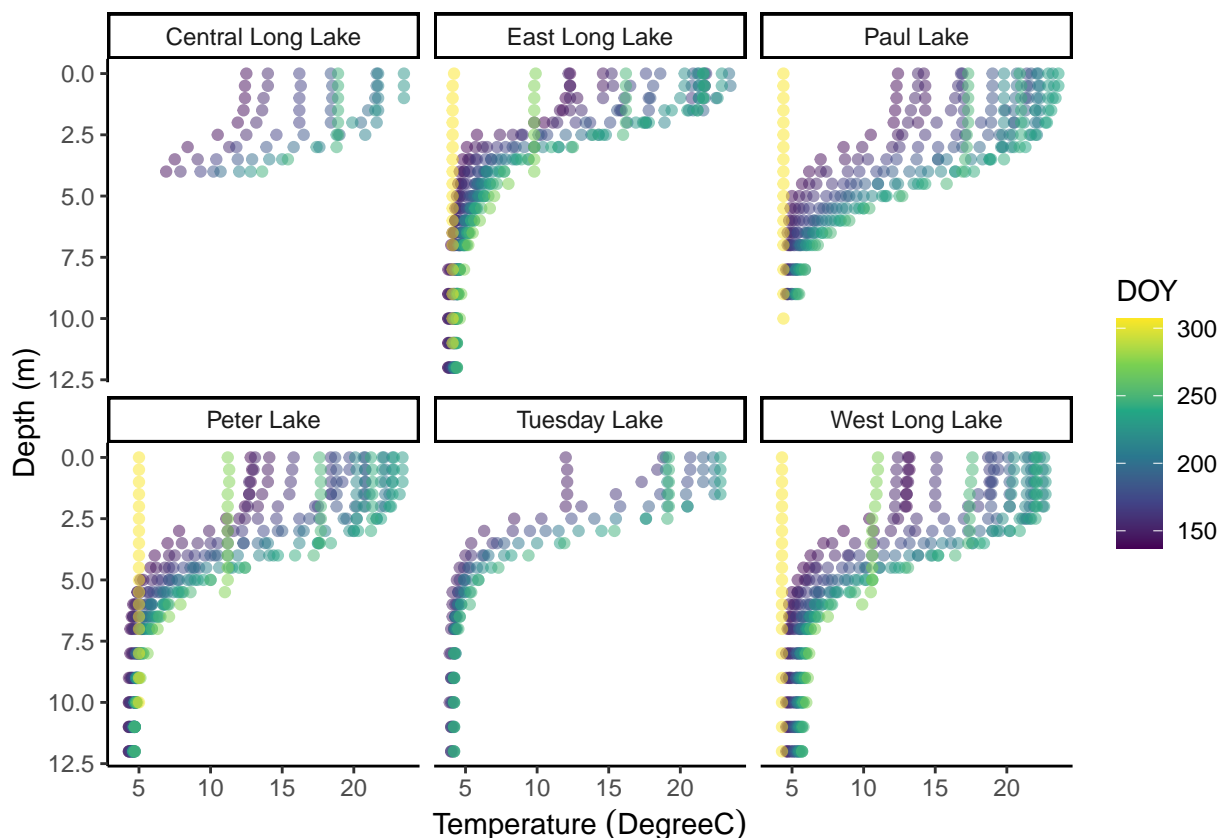 Central Long Lake
East Long Lake
Paul Lake
0.0
2.5
5.0
7.5
10.0
12.5
Peter Lake
Tuesday Lake
West Long Lake
0.0
2.5
5.0
7.5
10.0
12.5
5 10 15 20
5 10 15 20
5 10 15 20
Depth (m)
Temperature (DegreeC)
DOY
300
250
200
150